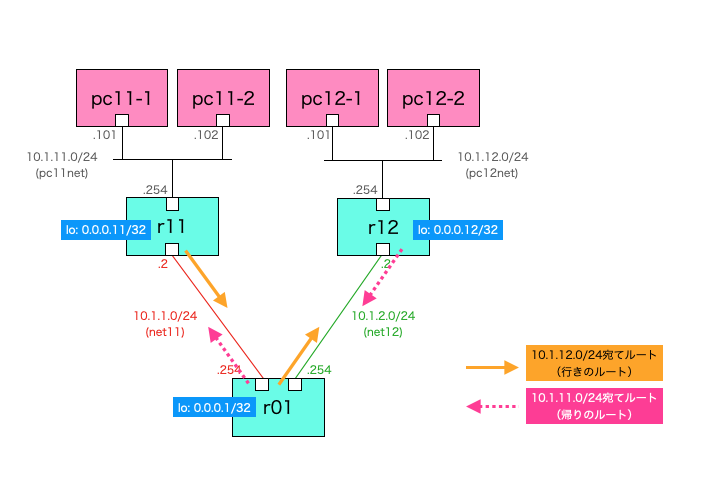 pc11-1
pc11-2
pc12-1
pc12-2
.101
.102
.101
.102
10.1.11.0/24
(pc11net)
10.1.12.0/24
(pc12net)
.254
.254
lo: 0.0.0.11/32
r11
r12
lo: 0.0.0.12/32
.2
.2
10.1.1.0/24
(net11)
10.1.2.0/24
(net12)
.254
.254
lo: 0.0.0.1/32
r01
10.1.12.0/24宛てルート
（行きのルート）
10.1.11.0/24宛てルート
（帰りのルート）